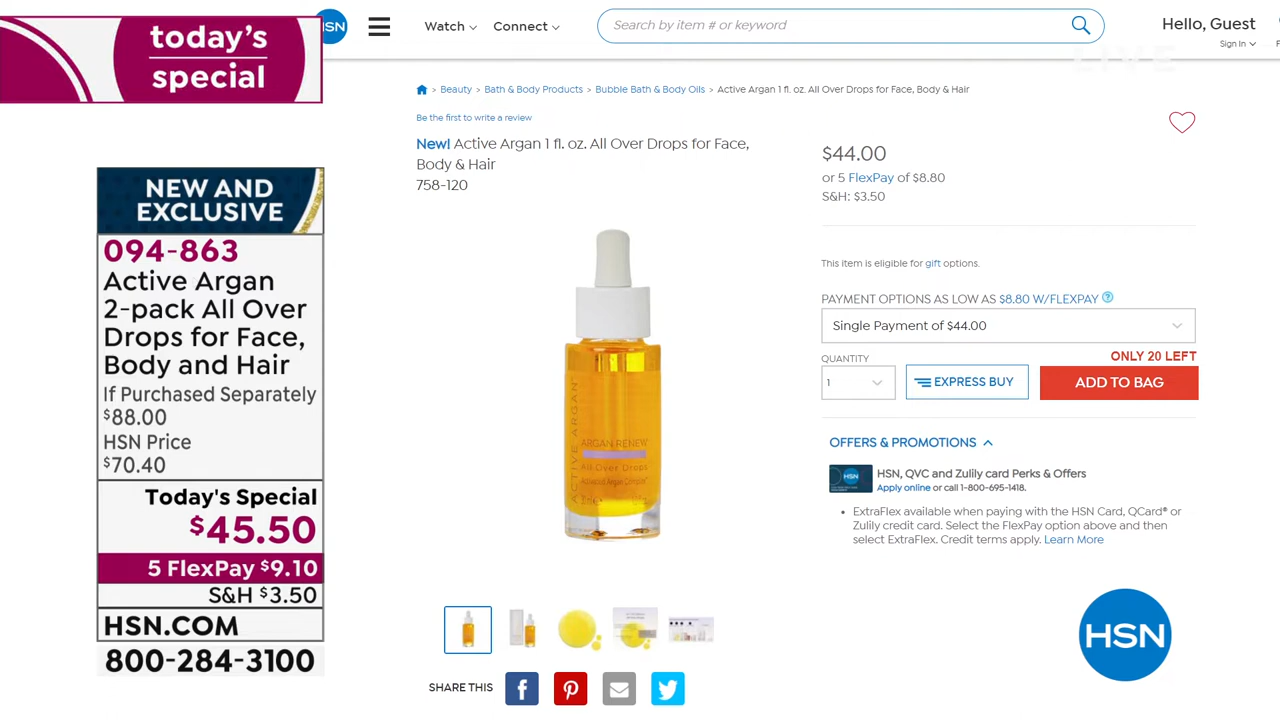 today's
special
HSN
Watch
Connect
Search by item # or keyword
Hello, Guest
Sign In
LIVE
> Beauty > Bath & Body Products > Bubble Bath & Body Oils > Active Argan 1 fl. oz. All Over Drops for Face, Body & Hair
Be the first to write a review
New! Active Argan 1 fl. oz. All Over Drops for Face,
Body & Hair
758-120
$44.00
or 5 FlexPay of $8.80
S&H: $3.50
This item is eligible for gift options.
PAYMENT OPTIONS AS LOW AS $8.80 W/FLEXPAY ?
Single Payment of $44.00
ONLY 20 LEFT
QUANTITY
1
EXPRESS BUY
ADD TO BAG
OFFERS & PROMOTIONS
HSN
HSN, QVC and Zulily card Perks & Offers
Apply online or call 1-800-695-1418.
• ExtraFlex available when paying with the HSN Card, QCard® or
Zulily credit card. Select the FlexPay option above and then
select ExtraFlex. Credit terms apply. Learn More
NEW AND
EXCLUSIVE
094-863
Active Argan
2-pack All Over
Drops for Face,
Body and Hair
If Purchased Separately
$88.00
HSN Price
$70.40
Today's Special
$45.50
5 FlexPay $9.10
S&H $3.50
HSN.COM
800-284-3100
ACTIVE ARGAN
ARGAN RENEW
All Over Drops
SHARE THIS
HSN